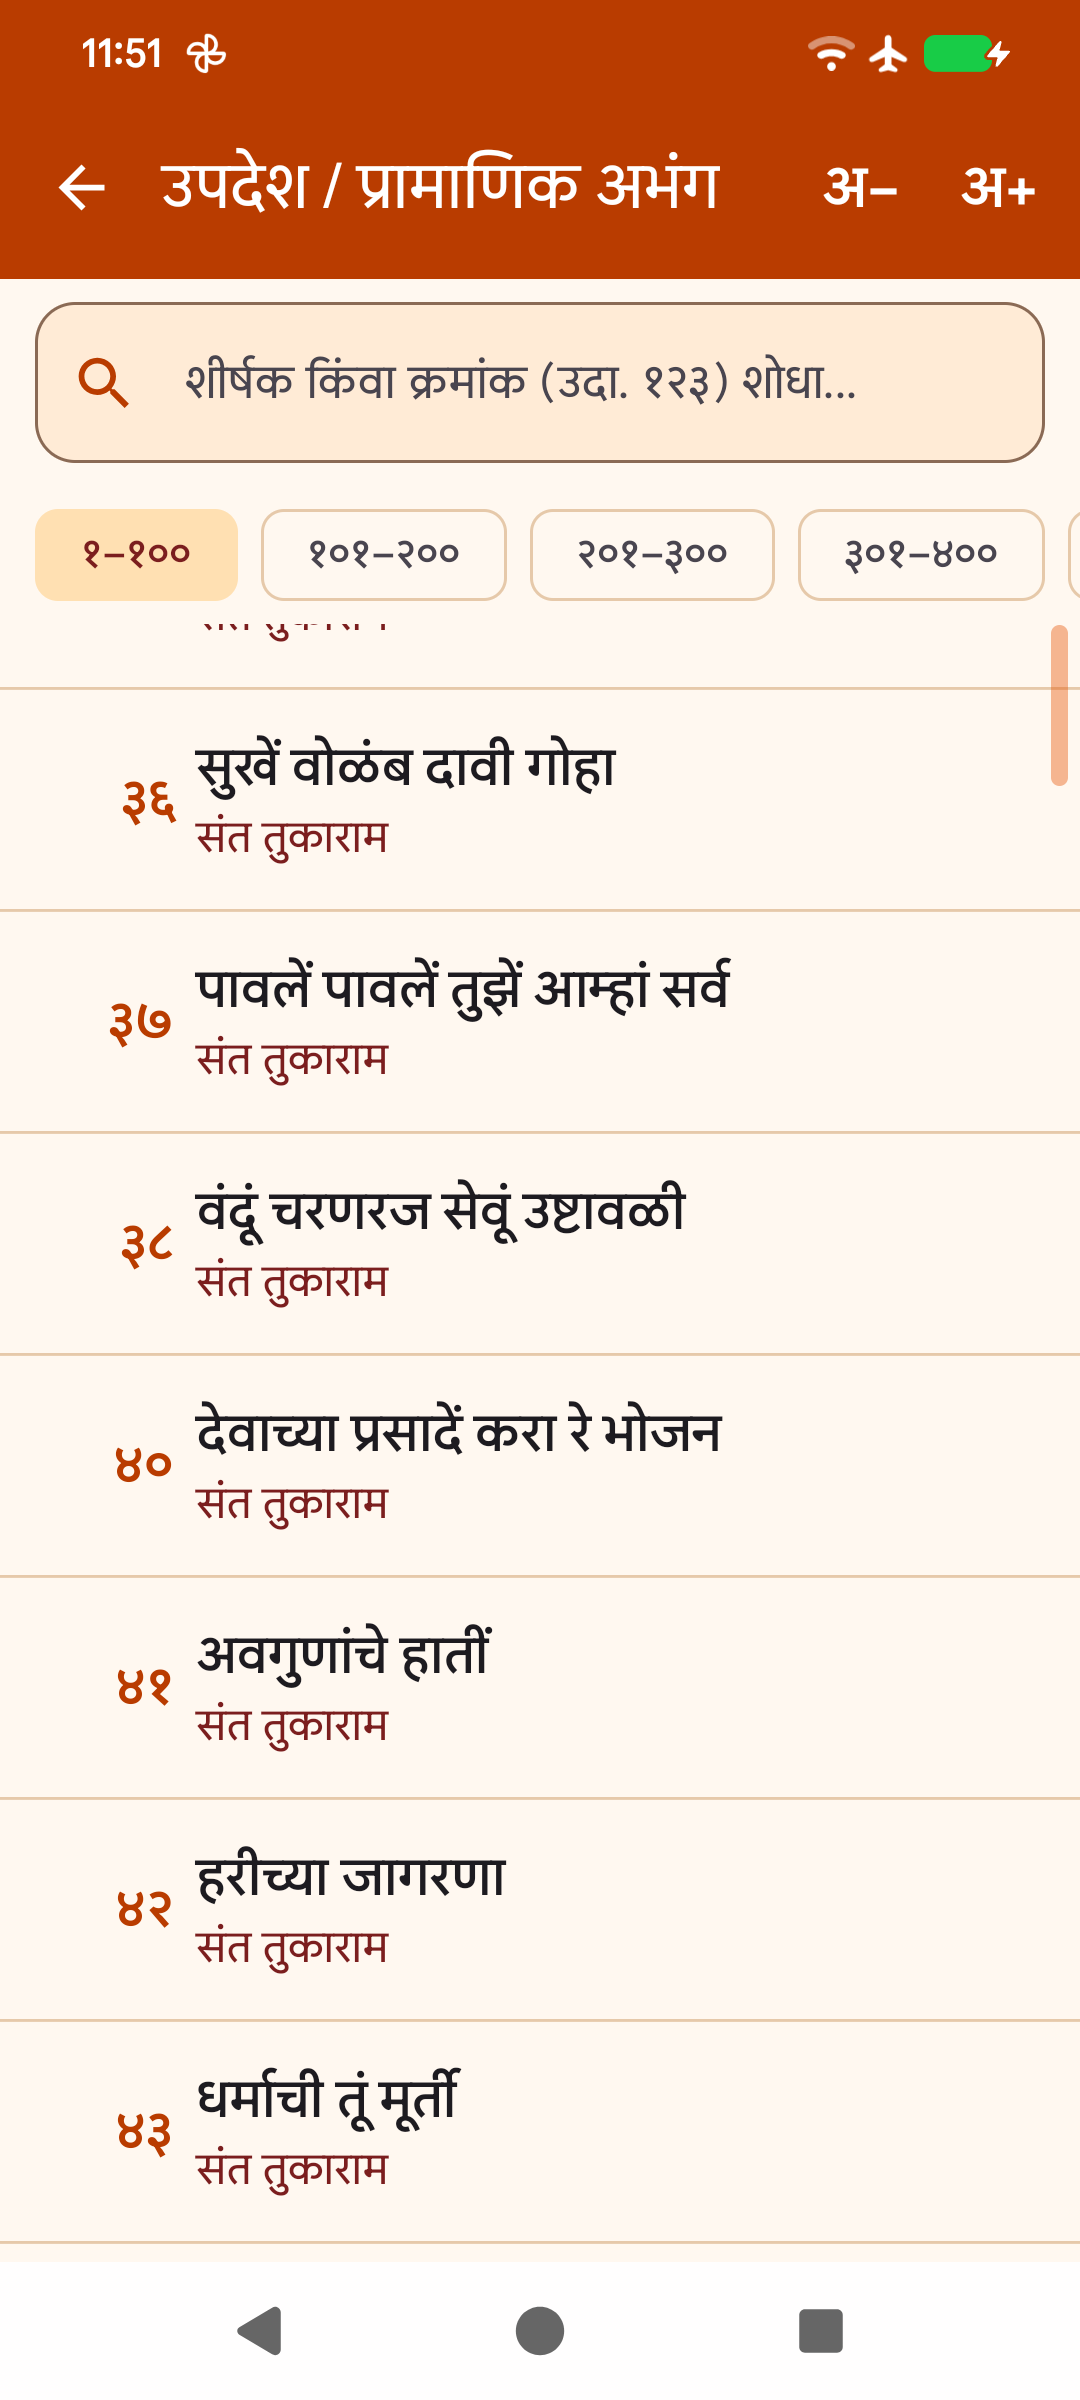 11:51
उपदेश / प्रामाणिक अभंग अ− अ+
शीर्षक किंवा क्रमांक (उदा. १२३) शोधा...
१–१०० १०१–२०० २०१–३०० ३०१–४००
संत तुकाराम
३६ सुखें वोळंब दावी गोहा
संत तुकाराम
३७ पावलें पावलें तुझें आम्हां सर्व
संत तुकाराम
३८ वंदूं चरणरज सेवूं उष्टावळी
संत तुकाराम
४० देवाच्या प्रसादें करा रे भोजन
संत तुकाराम
४१ अवगुणांचे हातीं
संत तुकाराम
४२ हरीच्या जागरणा
संत तुकाराम
४३ धर्माची तूं मूर्ती
संत तुकाराम